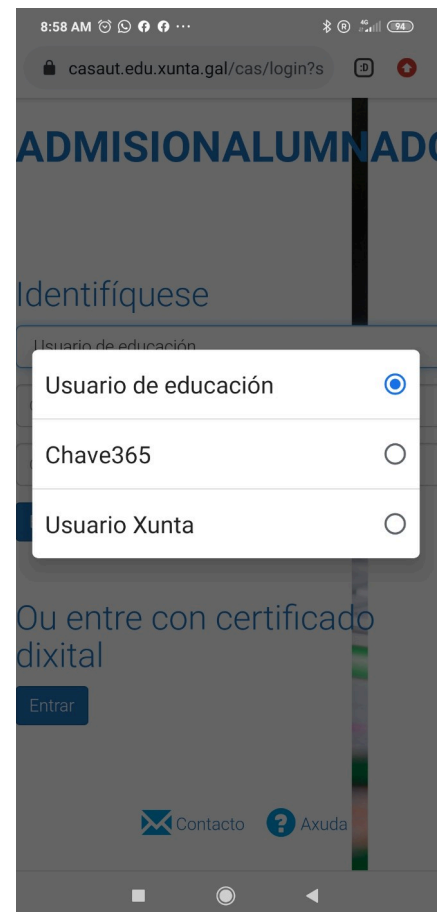 8:58 AM
4G
94
casaut.edu.xunta.gal/cas/login?s
:D
ADMISIONALUMNADO
Identifíquese
Usuario de educación
Usuario de educación
Chave365
Usuario Xunta
Ou entre con certificado
dixital
Entrar
Contacto
Axuda